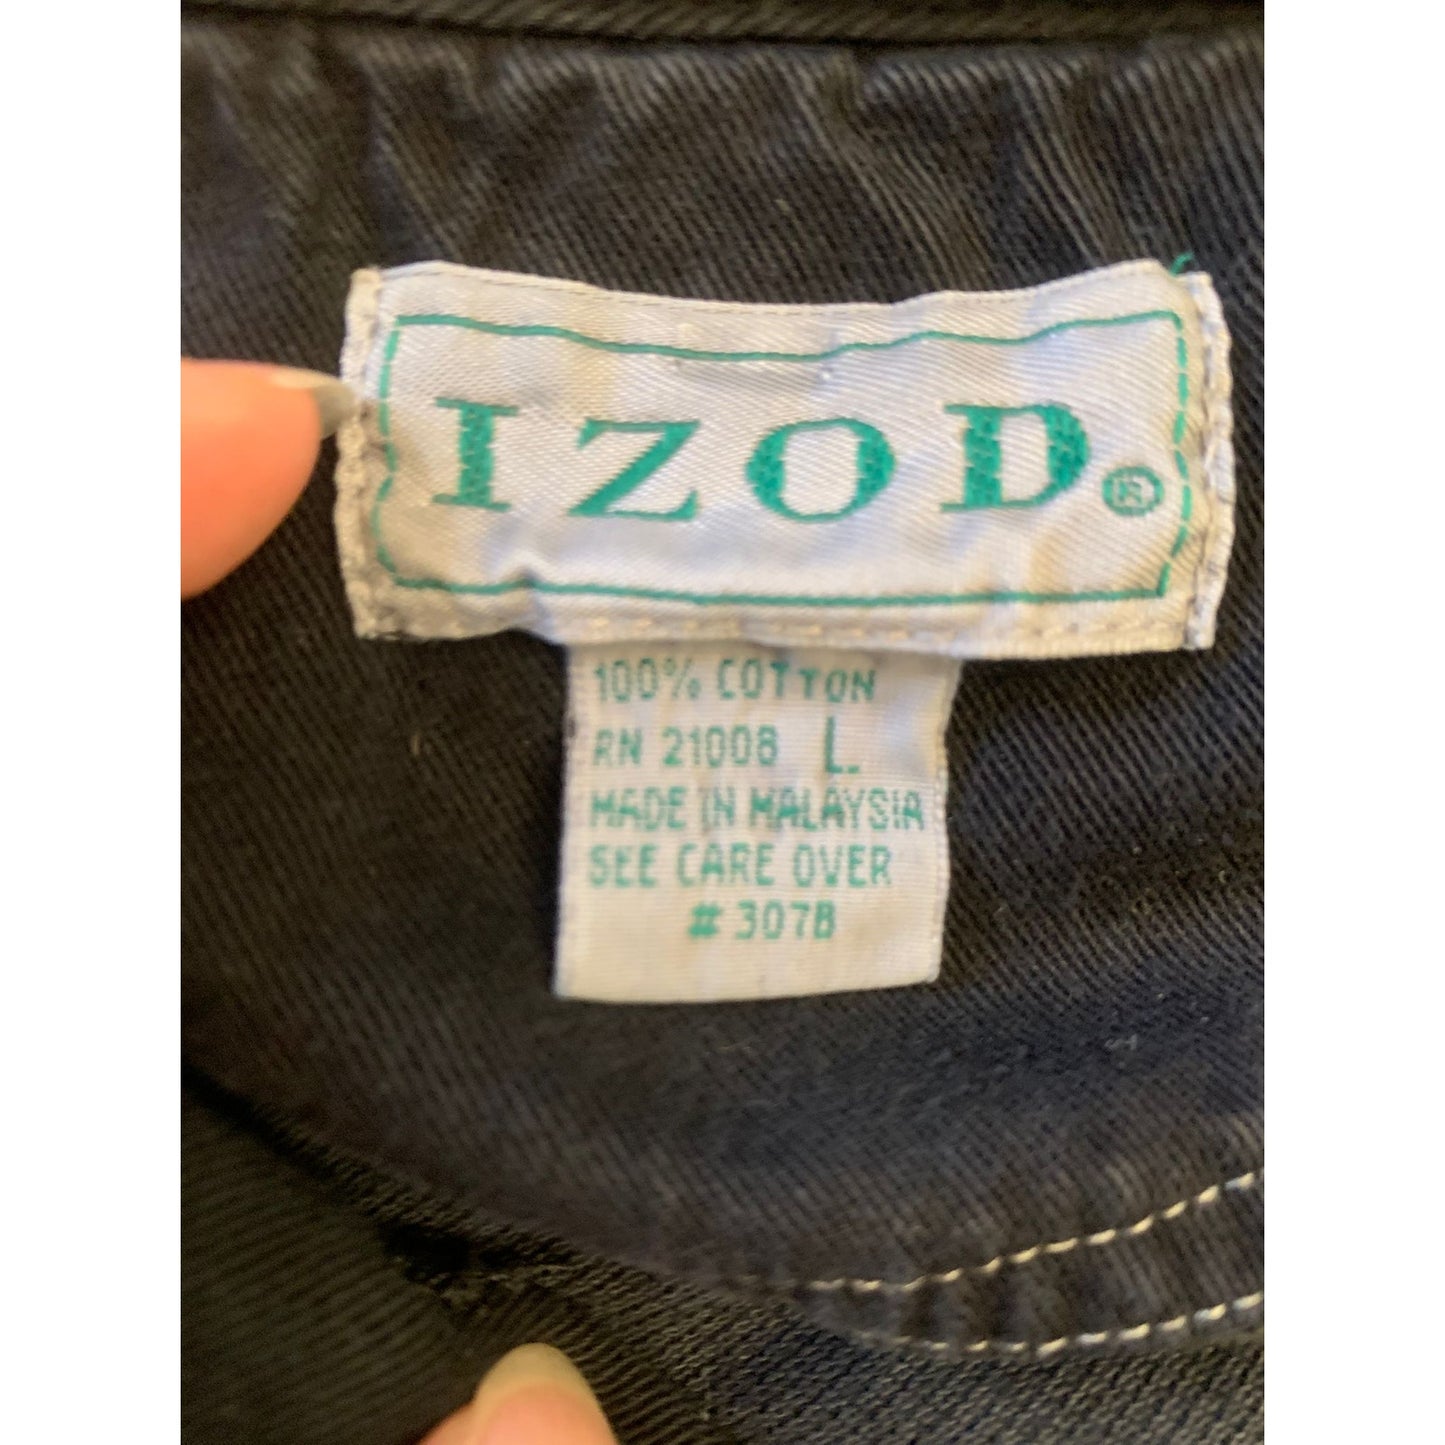 IZOD®
100% COTTON
RN 21008 L.
MADE IN MALAYSIA
SEE CARE OVER
# 3078